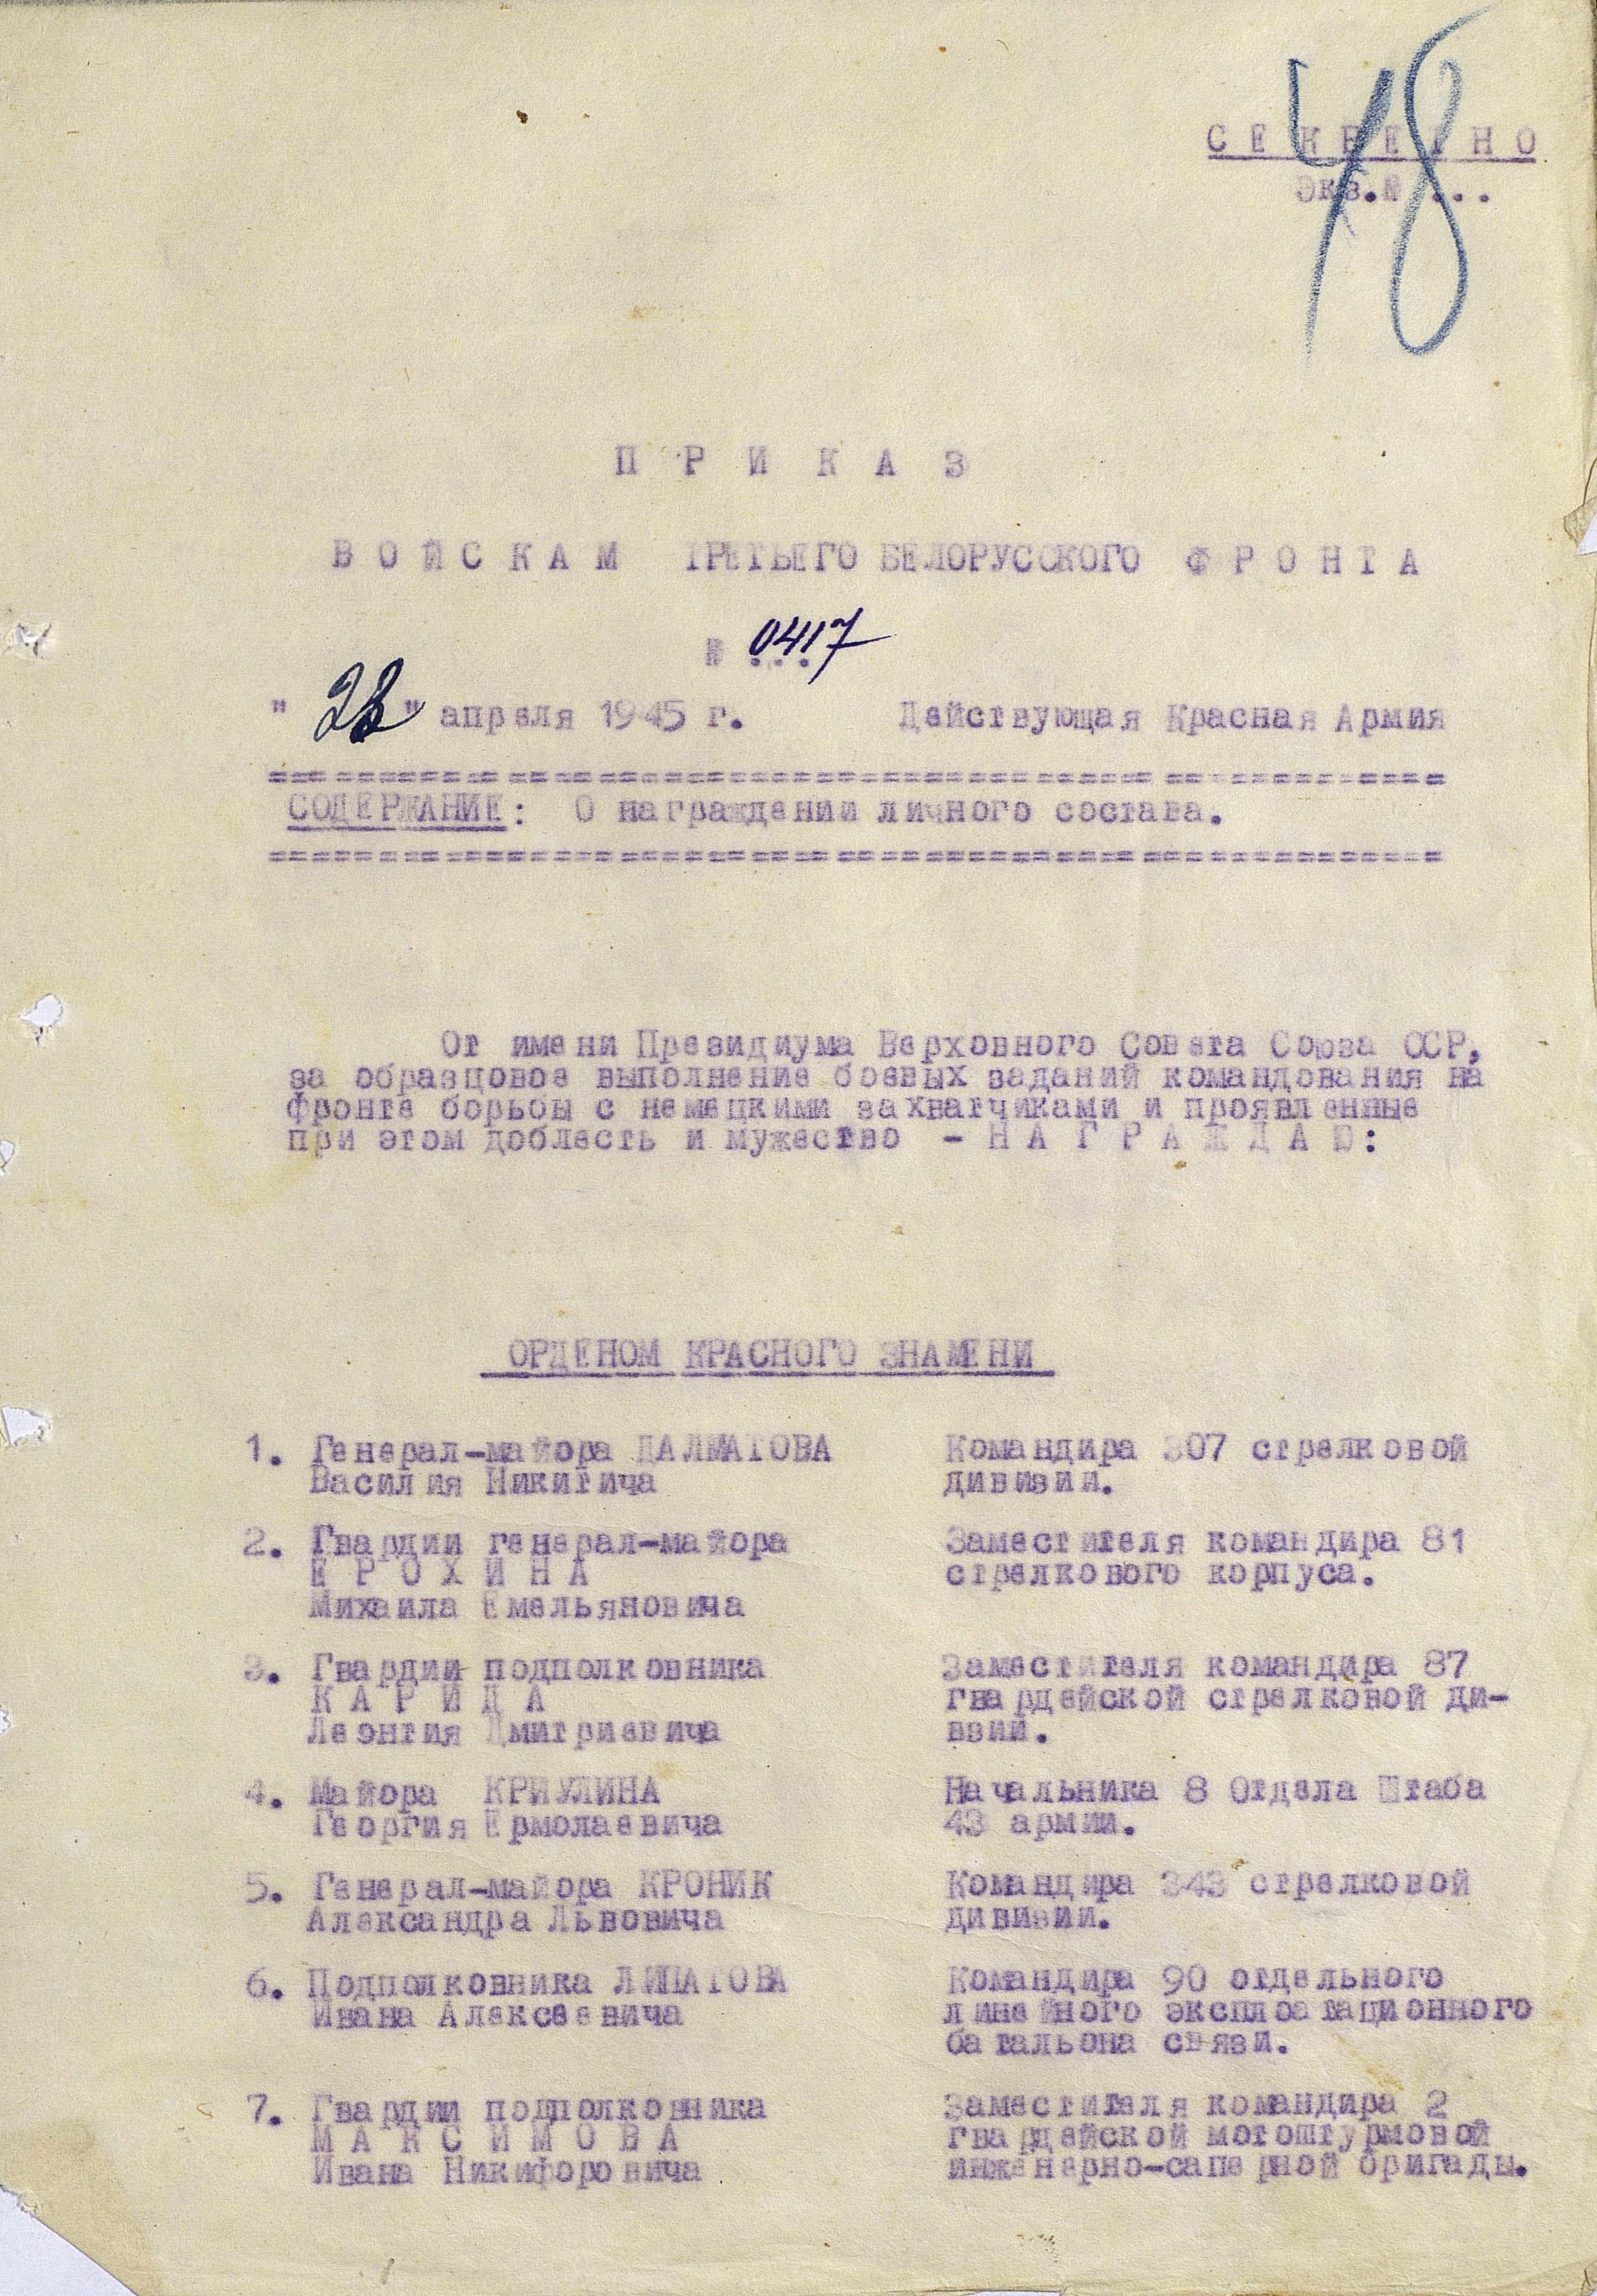 48
СЕКРЕТНО
Экз.№ ...
ПРИКАЗ
ВОЙСКАМ ТРЕТЬЕГО БЕЛОРУССКОГО ФРОНТА
№ 0417
" " апреля 1945 г. Действующая Красная Армия
СОДЕРЖАНИЕ: О награждении личного состава.
От имени Президиума Верховного Совета Союза ССР,
за образцовое выполнение боевых заданий командования на
фронте борьбы с немецкими захватчиками и проявленные
при этом доблесть и мужество - НАГРАЖДАЮ:
ОРДЕНОМ КРАСНОГО ЗНАМЕНИ
1. Генерал-майора ДАЛМАТОВА Командира 307 стрелковой
Василия Никитича дивизии.
2. Гвардии генерал-майора Заместителя командира 81
ЕРОХИНА стрелкового корпуса.
Михаила Емельяновича
3. Гвардии подполковника Заместителя командира 87
КАРИДА гвардейской стрелковой ди-
Леонтия Дмитриевича взии.
4. Майора КРИУЛИНА Начальника 8 Отдела Штаба
Георгия Ермолаевича 43 армии.
5. Генерал-майора КРОНИК Командира 343 стрелковой
Александра Львовича дивизии.
6. Подполковника ЛИПАТОВА Командира 90 отдельного
Ивана Алексеевича линейного эксплоатационного
батальона связи.
7. Гвардии подполковника Заместителя командира 2
МАКСИМОВА гвардейской мотоштурмовой
Ивана Никифоровича инженерно-саперной бригады.